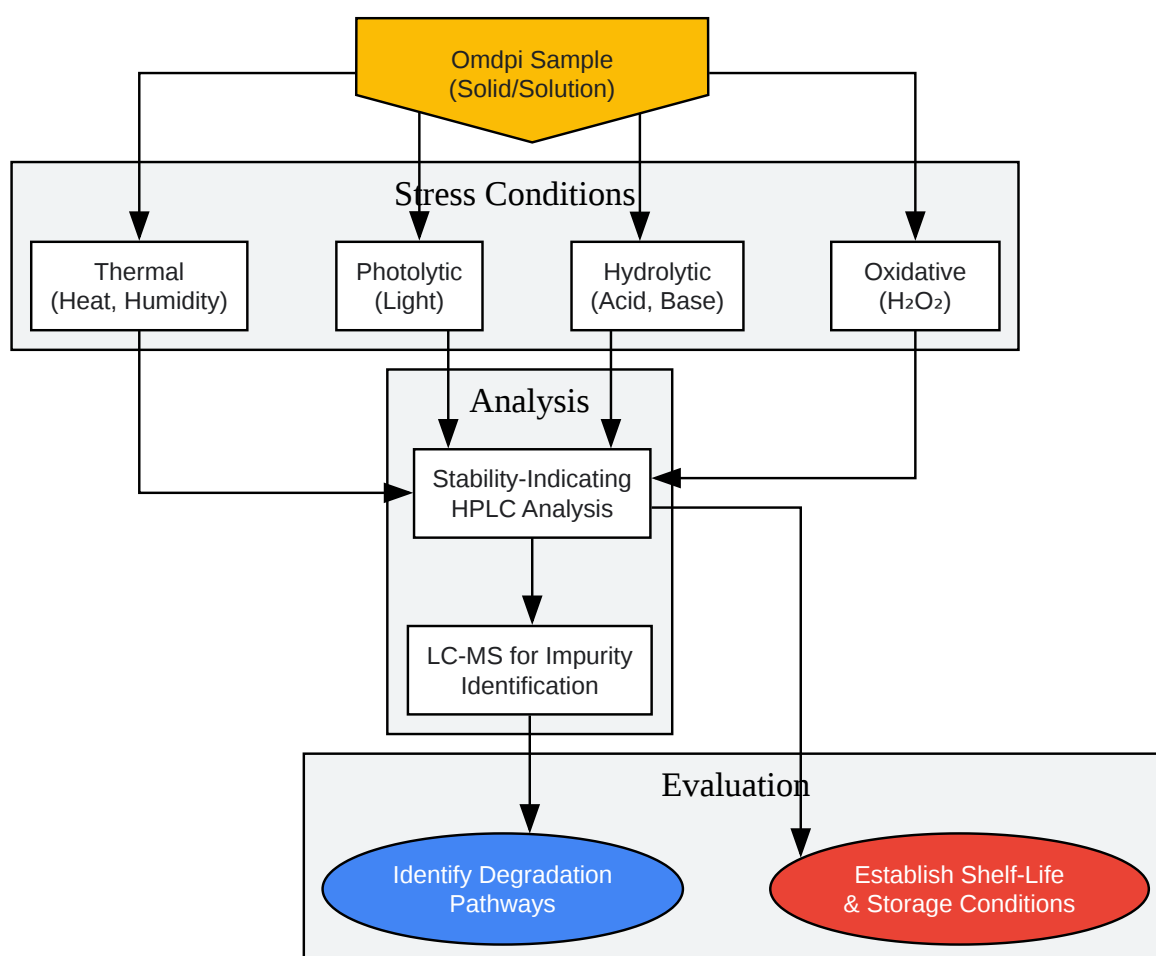 Omdpi Sample
(Solid/Solution)
Stress Conditions
Thermal
(Heat, Humidity)
Photolytic
(Light)
Hydrolytic
(Acid, Base)
Oxidative
(H₂O₂)
Analysis
Stability-Indicating
HPLC Analysis
LC-MS for Impurity
Identification
Evaluation
Identify Degradation
Pathways
Establish Shelf-Life
& Storage Conditions